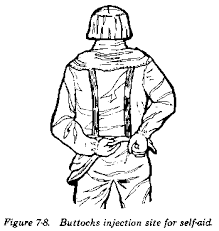 Figure 7-8. Buttocks injection site for self-aid.